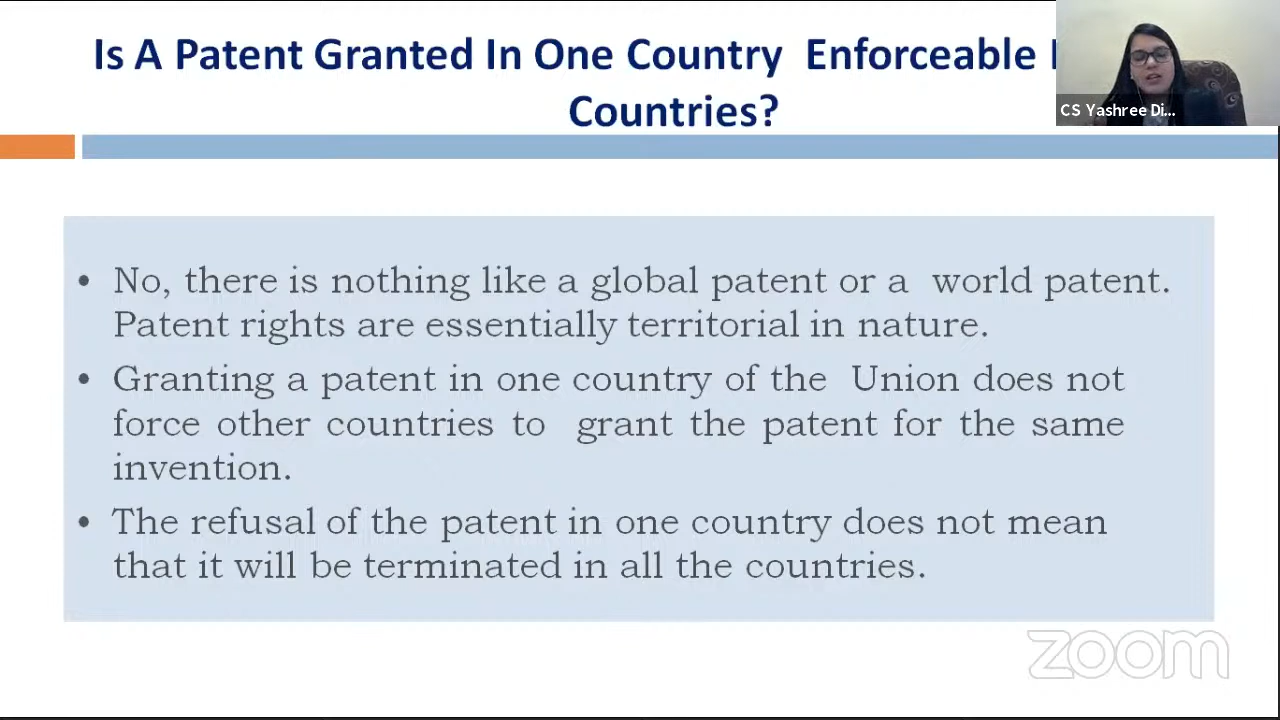 Is A Patent Granted In One Country Enforceable
Countries?
CS Yashree Di...
• No, there is nothing like a global patent or a world patent.
Patent rights are essentially territorial in nature.
• Granting a patent in one country of the Union does not
force other countries to grant the patent for the same
invention.
• The refusal of the patent in one country does not mean
that it will be terminated in all the countries.
zoom